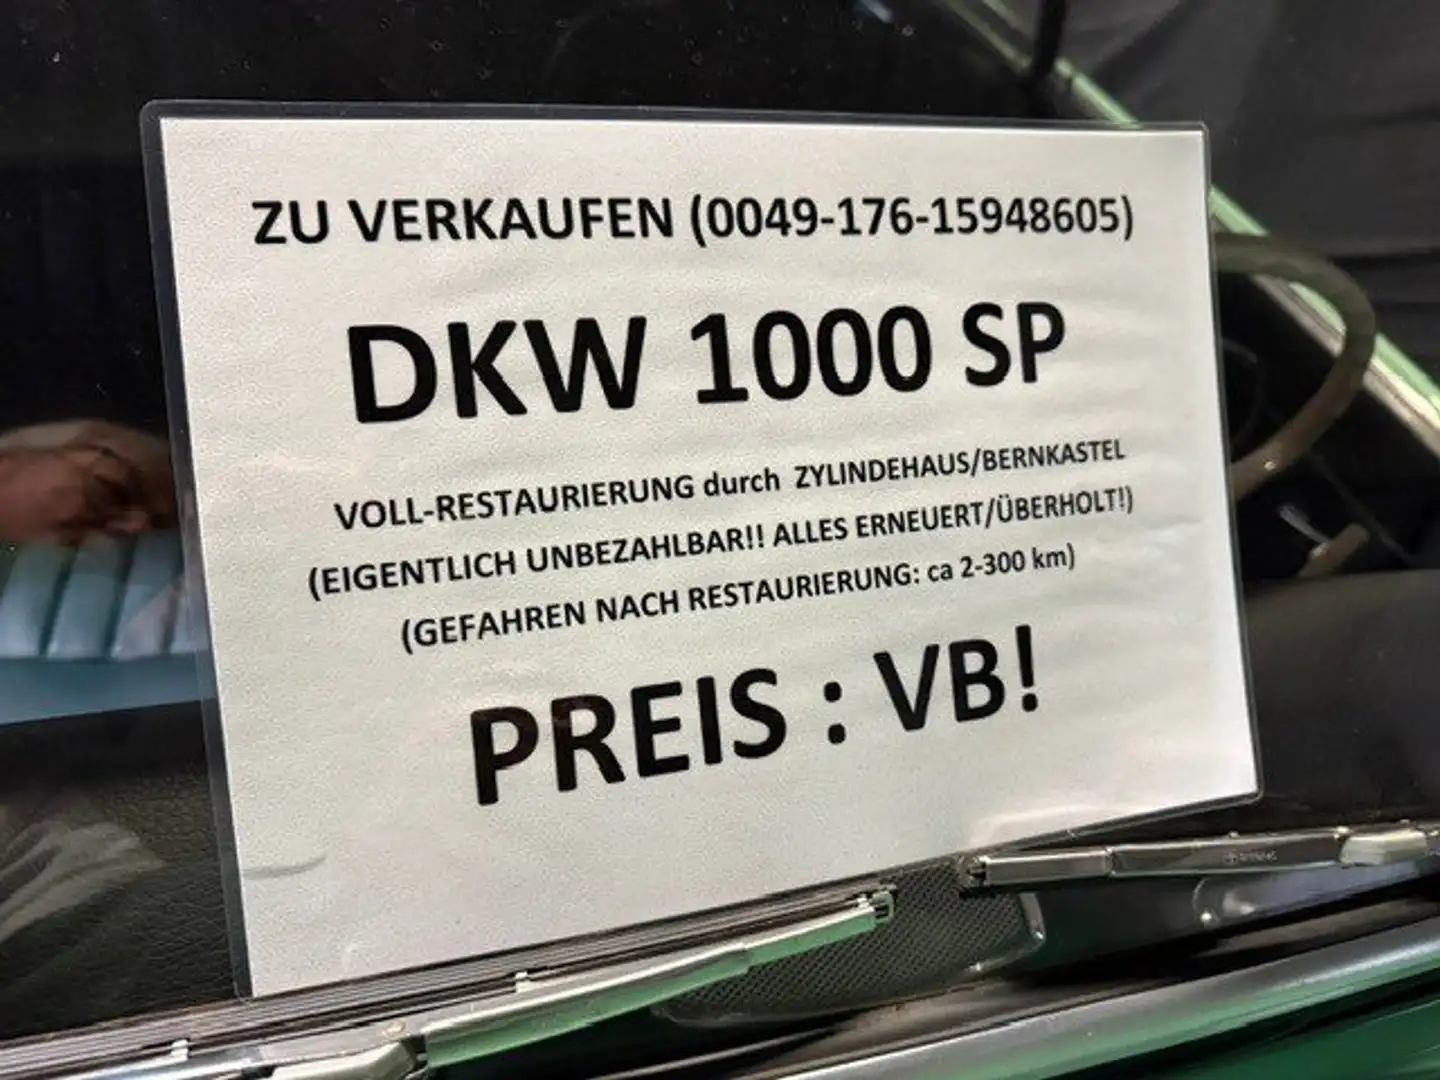 ZU VERKAUFEN (0049-176-15948605)
DKW 1000 SP
VOLL-RESTAURIERUNG durch ZYLINDEHAUS/BERNKASTEL
(EIGENTLICH UNBEZAHLBAR!! ALLES ERNEUERT/ÜBERHOLT!)
(GEFAHREN NACH RESTAURIERUNG: ca 2-300 km)
PREIS : VB!